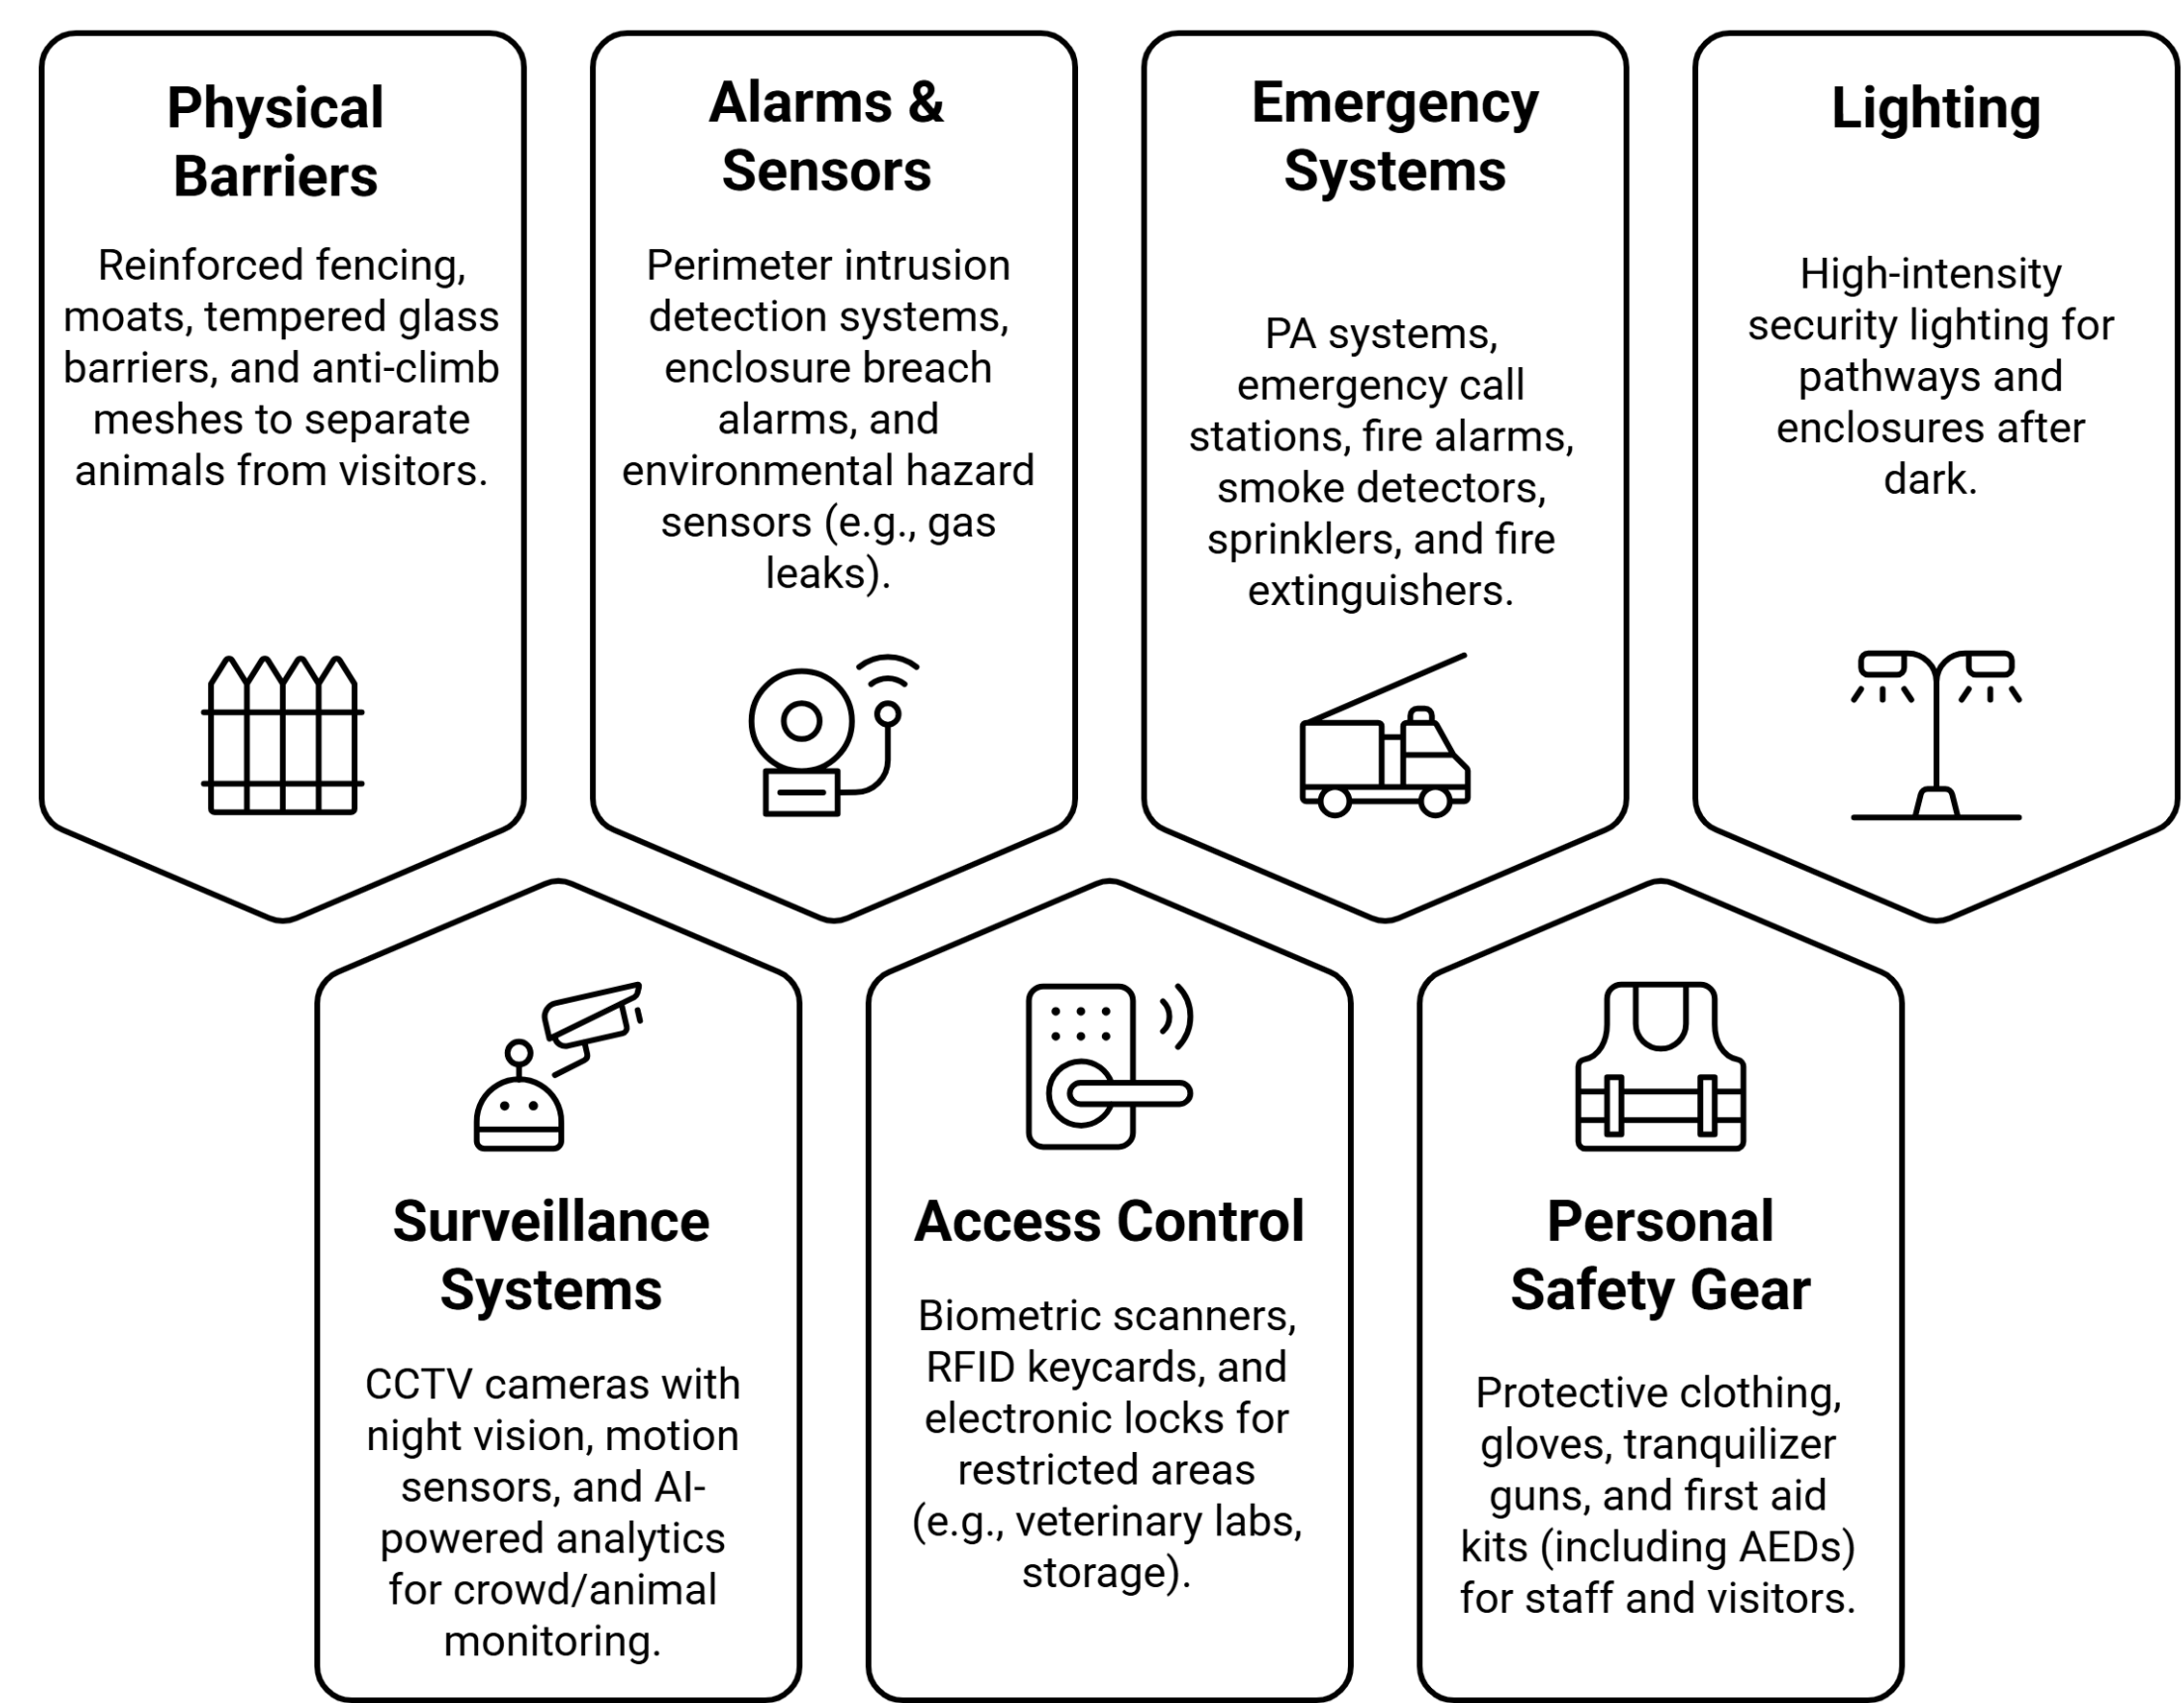 Physical
Barriers
Reinforced fencing,
moats, tempered glass
barriers, and anti-climb
meshes to separate
animals from visitors.
Alarms &
Sensors
Perimeter intrusion
detection systems,
enclosure breach
alarms, and
environmental hazard
sensors (e.g., gas
leaks).
Emergency
Systems
PA systems,
emergency call
stations, fire alarms,
smoke detectors,
sprinklers, and fire
extinguishers.
Lighting
High-intensity
security lighting for
pathways and
enclosures after
dark.
Surveillance
Systems
CCTV cameras with
night vision, motion
sensors, and AI-
powered analytics
for crowd/animal
monitoring.
Access Control
Biometric scanners,
RFID keycards, and
electronic locks for
restricted areas
(e.g., veterinary labs,
storage).
Personal
Safety Gear
Protective clothing,
gloves, tranquilizer
guns, and first aid
kits (including AEDs)
for staff and visitors.